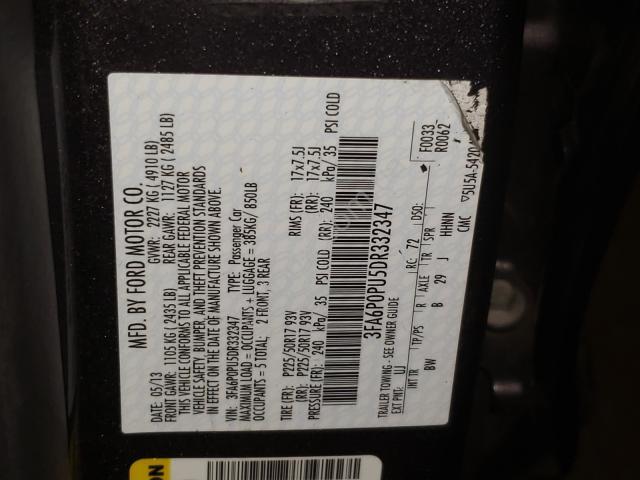 MFD. BY FORD MOTOR CO.
DATE: 05/13 GVWR: 2227 KG ( 4910 LB)
FRONT GAWR: 1105 KG ( 2435 LB) REAR GAWR: 1127 KG ( 2485 LB)
THIS VEHICLE CONFORMS TO ALL APPLICABLE FEDERAL MOTOR
VEHICLE SAFETY, BUMPER, AND THEFT PREVENTION STANDARDS
IN EFFECT ON THE DATE OF MANUFACTURE SHOWN ABOVE.
VIN: 3FA6P0PU5DR332347 TYPE: Passenger Car
MAXIMUM LOAD = OCCUPANTS + LUGGAGE = 385KG / 850LB
OCCUPANTS = 5 TOTAL; 2 FRONT, 3 REAR
TIRE (FR): P225/50R17 93V RIMS (FR): 17x7.5J
(RR): P225/50R17 93V (RR): 17x7.5J
PRESSURE (FR): 240 kPa/ 35 PSI COLD (RR): 240 kPa/ 35 PSI COLD
3FA6P0PU5DR332347
F0033
R0062
TRAILER TOWING - SEE OWNER GUIDE
EXT PNT: UJ RC: 72 DSO:
INT TR TP/PS R AXLE TR SPR
BW B 29 J HHNN
CMC ▽5U5A-5420
ON